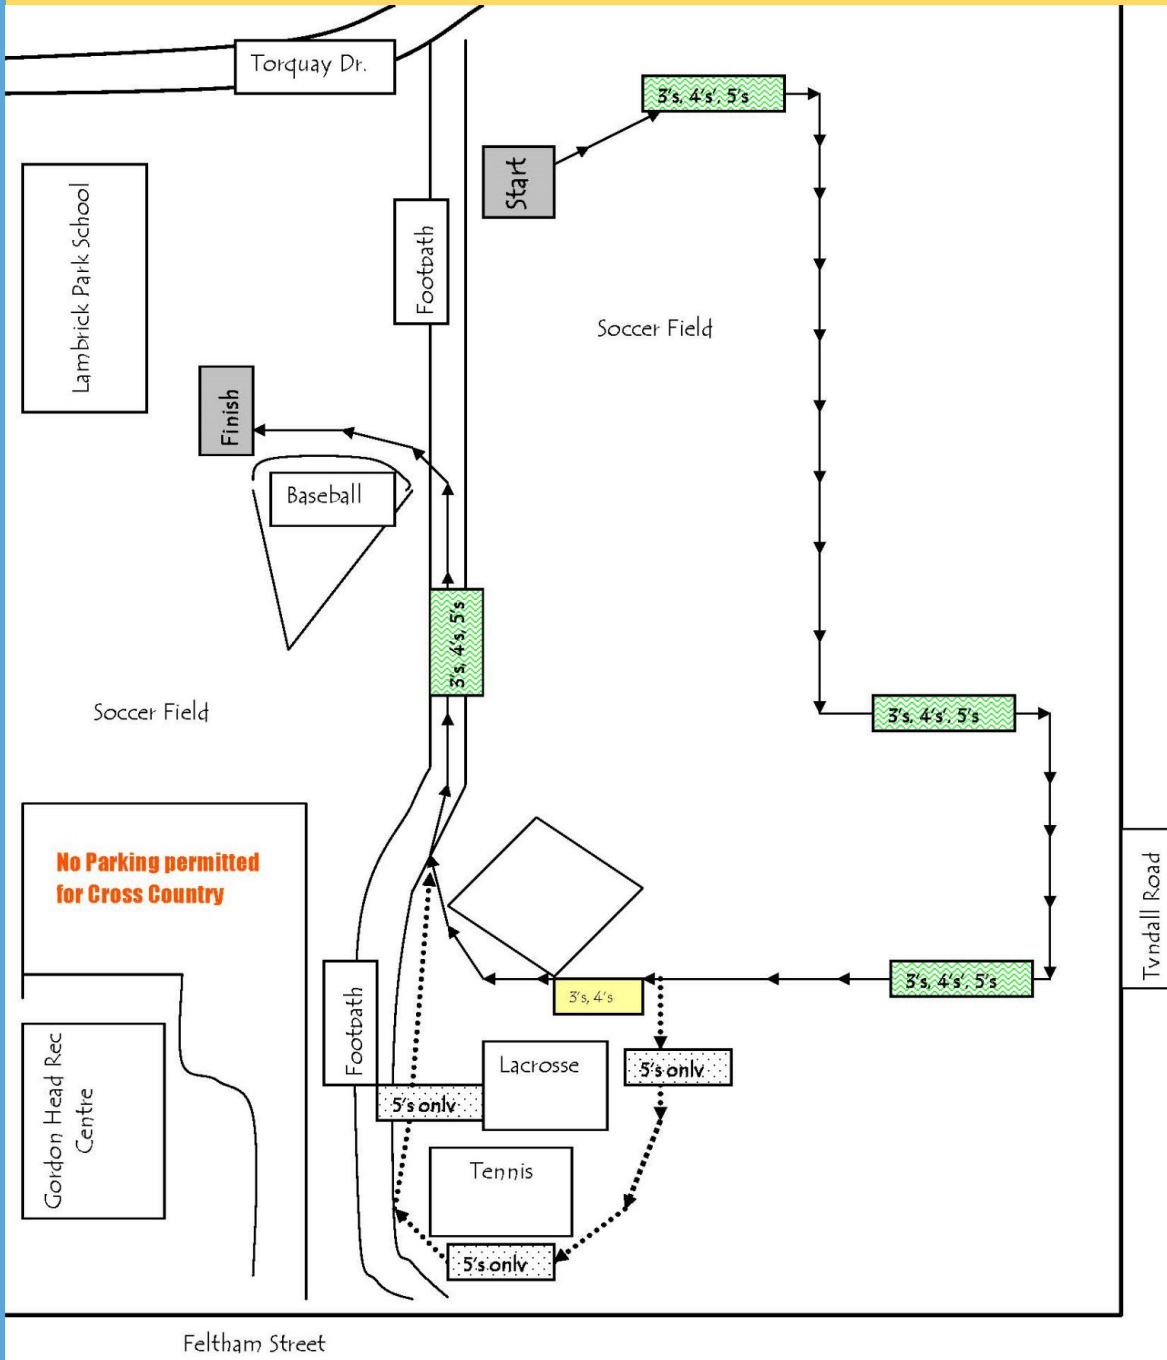 Torquay Dr.
3's, 4's', 5's
Start
Lambrick Park School
Footpath
Soccer Field
Finish
Baseball
3's, 4's, 5's
Soccer Field
3's, 4's', 5's
No Parking permitted
for Cross Country
Tyndall Road
3's, 4's', 5's
3's, 4's
Footpath
Lacrosse
5's only
5's only
Gordon Head Rec
Centre
Tennis
5's only
Feltham Street